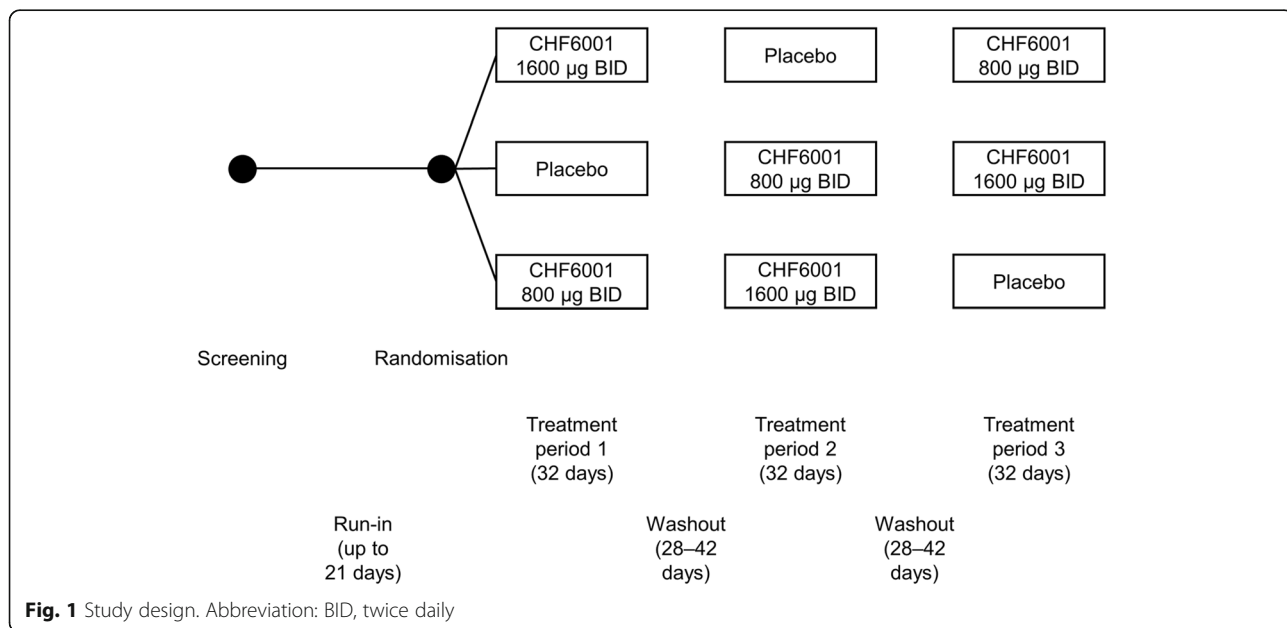 CHF6001
1600 µg BID
Placebo
CHF6001
800 µg BID
Placebo
CHF6001
800 µg BID
CHF6001
1600 µg BID
CHF6001
800 µg BID
CHF6001
1600 µg BID
Placebo
Screening
Randomisation
Treatment
period 1
(32 days)
Treatment
period 2
(32 days)
Treatment
period 3
(32 days)
Run-in
(up to
21 days)
Washout
(28–42
days)
Washout
(28–42
days)
Fig. 1 Study design. Abbreviation: BID, twice daily